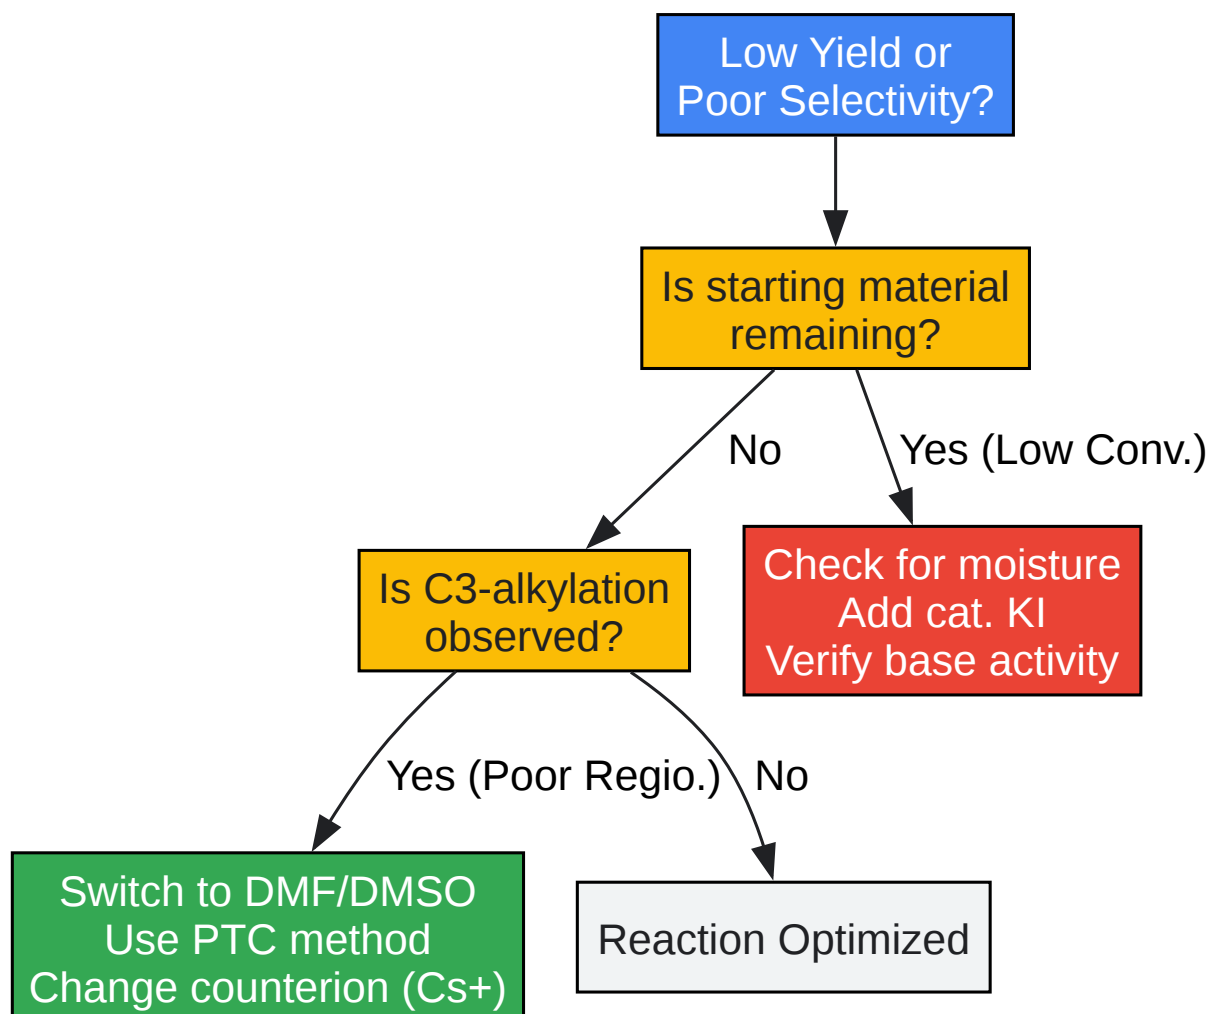 Low Yield or
Poor Selectivity?
Is starting material
remaining?
No
Yes (Low Conv.)
Is C3-alkylation
observed?
Check for moisture
Add cat. KI
Verify base activity
Yes (Poor Regio.)
No
Switch to DMF/DMSO
Use PTC method
Change counterion (Cs+)
Reaction Optimized